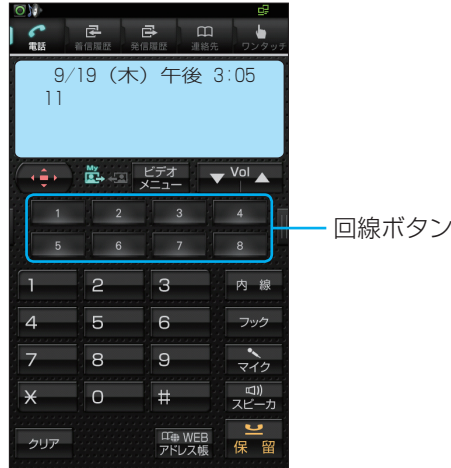 電話 着信履歴 発信履歴 連絡先 ワンタッチ
9/19 (木) 午後 3:05
11
My ビデオ
メニュー Vol
1 2 3 4
回線ボタン
5 6 7 8
1 2 3 内 線
4 5 6 フック
7 8 9 マイク
* 0 # スピーカ
クリア WEB
アドレス帳 保 留